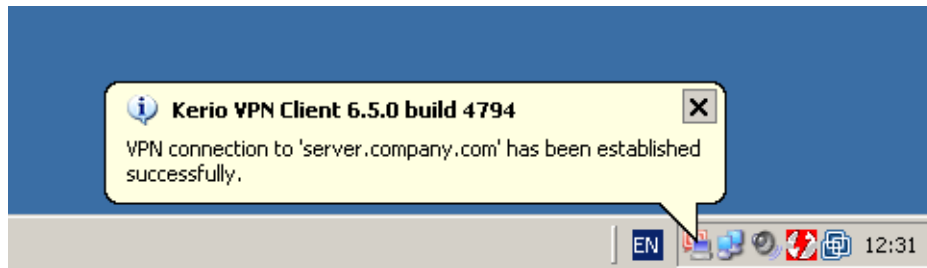 Kerio VPN Client 6.5.0 build 4794
VPN connection to 'server.company.com' has been established
successfully.
EN 12:31